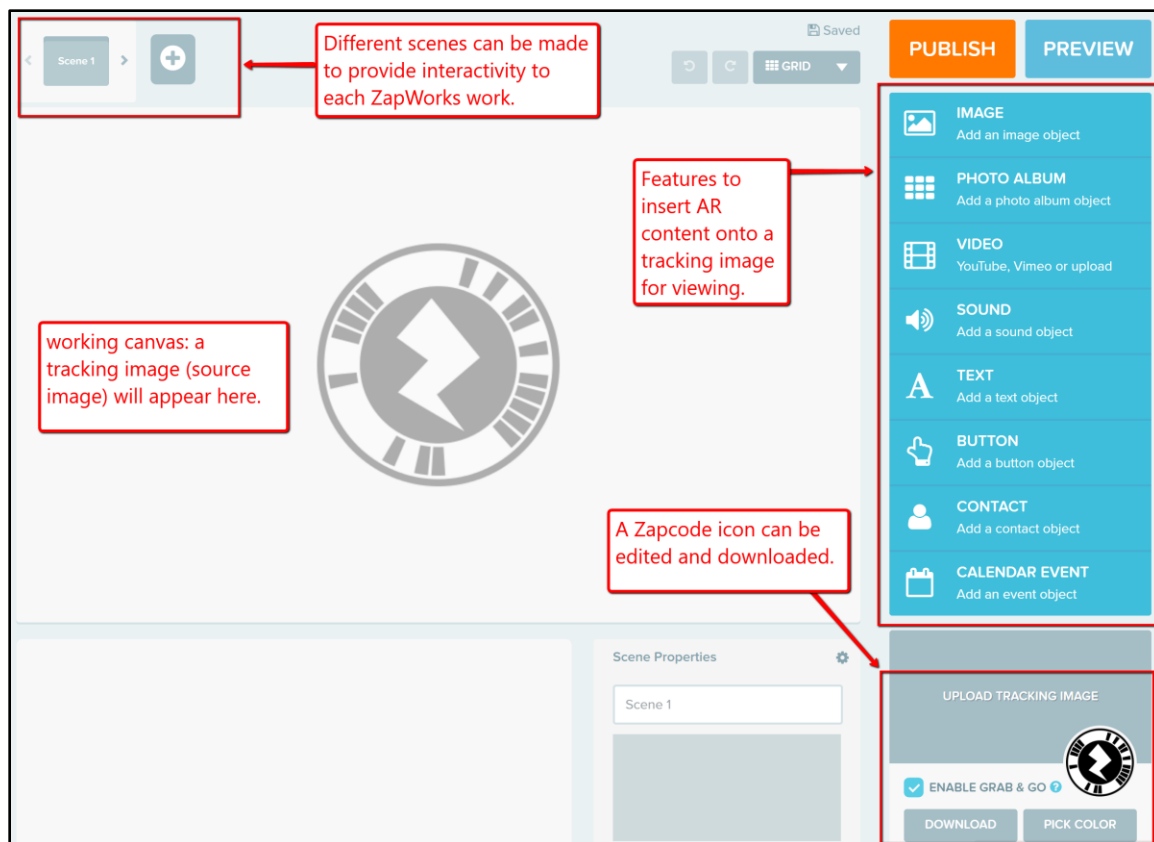 Scene 1
Different scenes can be made
to provide interactivity to
each ZapWorks work.
Saved
GRID
PUBLISH
PREVIEW
IMAGE
Add an image object
PHOTO ALBUM
Add a photo album object
VIDEO
YouTube, Vimeo or upload
SOUND
Add a sound object
TEXT
Add a text object
BUTTON
Add a button object
CONTACT
Add a contact object
CALENDAR EVENT
Add an event object
Features to
insert AR
content onto a
tracking image
for viewing.
working canvas: a
tracking image (source
image) will appear here.
A Zapcode icon can be
edited and downloaded.
Scene Properties
Scene 1
UPLOAD TRACKING IMAGE
ENABLE GRAB & GO ?
DOWNLOAD
PICK COLOR